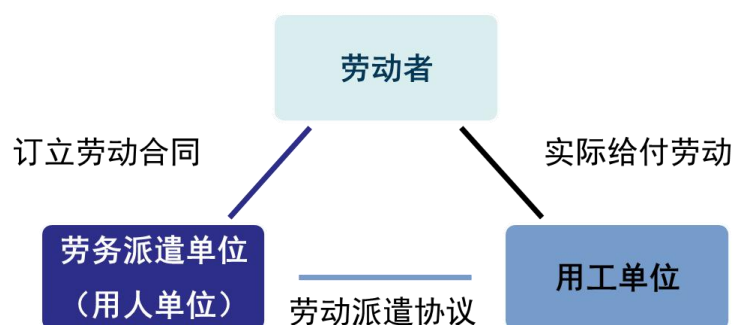 劳动者
订立劳动合同
实际给付劳动
劳务派遣单位
（用人单位）
用工单位
劳动派遣协议